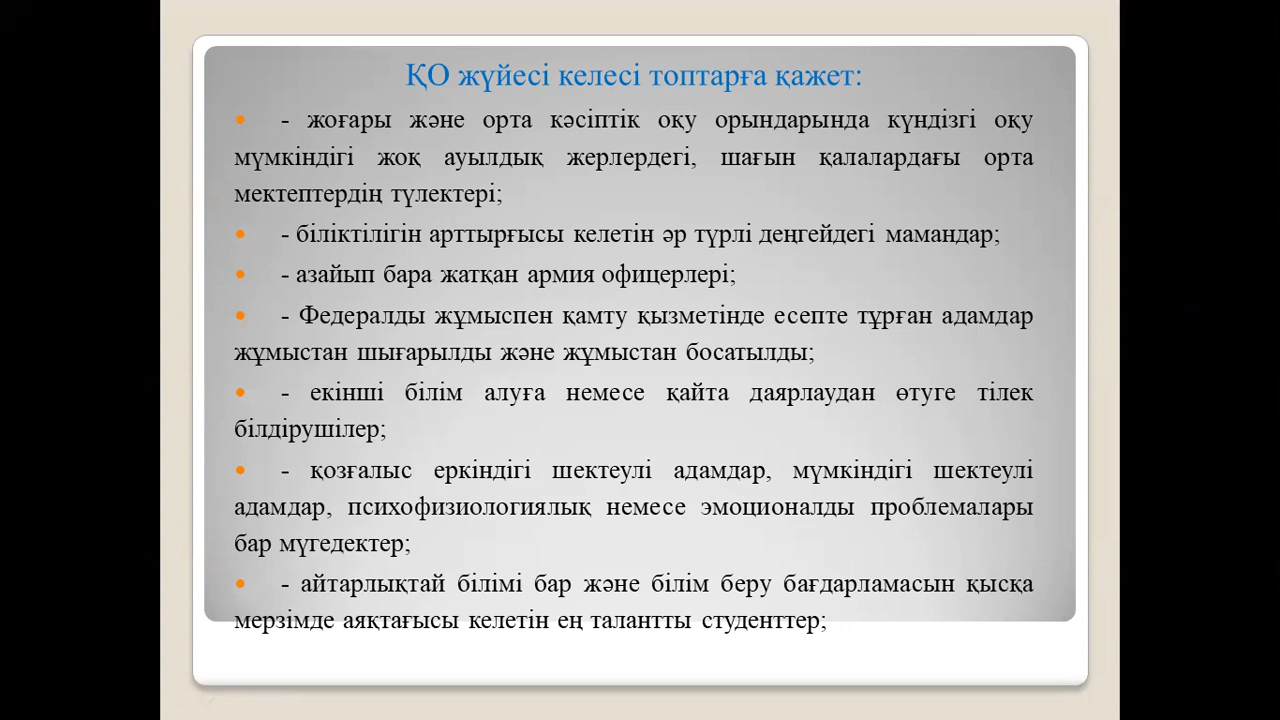 ҚО жүйесі келесі топтарға қажет:
- жоғары және орта кәсіптік оқу орындарында күндізгі оқу
мүмкіндігі жоқ ауылдық жерлердегі, шағын қалалардағы орта
мектептердің түлектері;
- біліктілігін арттырғысы келетін әр түрлі деңгейдегі мамандар;
- азайып бара жатқан армия офицерлері;
- Федералды жұмыспен қамту қызметінде есепте тұрған адамдар
жұмыстан шығарылды және жұмыстан босатылды;
- екінші білім алуға немесе қайта даярлаудан өтуге тілек
білдірушілер;
- қозғалыс еркіндігі шектеулі адамдар, мүмкіндігі шектеулі
адамдар, психофизиологиялық немесе эмоционалды проблемалары
бар мүгедектер;
- айтарлықтай білімі бар және білім беру бағдарламасын қысқа
мерзімде аяқтағысы келетін ең талантты студенттер;